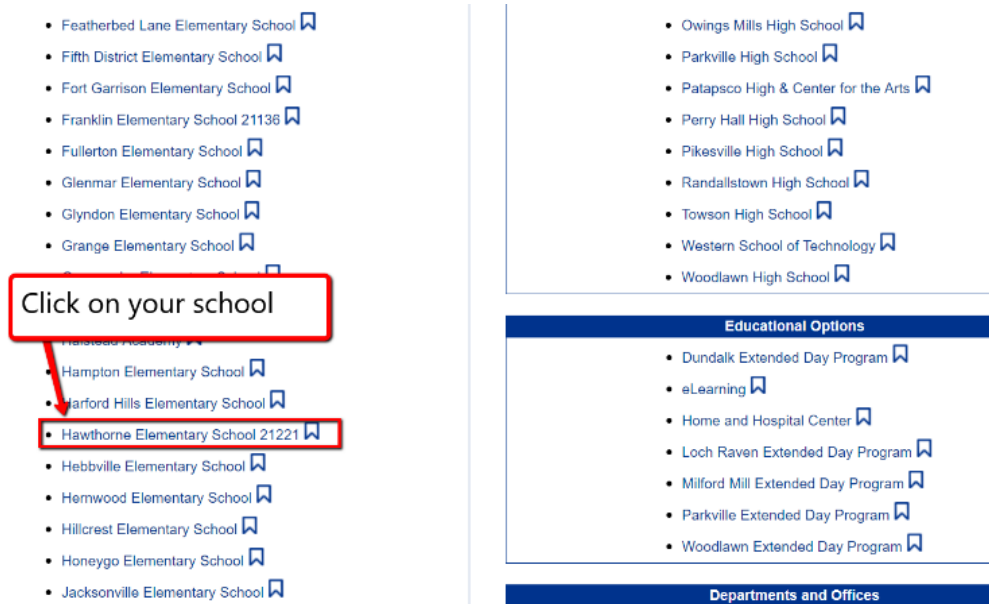 Featherbed Lane Elementary School
Fifth District Elementary School
Fort Garrison Elementary School
Franklin Elementary School 21136
Fullerton Elementary School
Glenmar Elementary School
Glyndon Elementary School
Grange Elementary School
Click on your school
Halstead Academy
Hampton Elementary School
Harford Hills Elementary School
Hawthorne Elementary School 21221
Hebbville Elementary School
Hernwood Elementary School
Hillcrest Elementary School
Honeygo Elementary School
Jacksonville Elementary School
Owings Mills High School
Parkville High School
Patapsco High & Center for the Arts
Perry Hall High School
Pikesville High School
Randallstown High School
Towson High School
Western School of Technology
Woodlawn High School
Educational Options
Dundalk Extended Day Program
eLearning
Home and Hospital Center
Loch Raven Extended Day Program
Milford Mill Extended Day Program
Parkville Extended Day Program
Woodlawn Extended Day Program
Departments and Offices